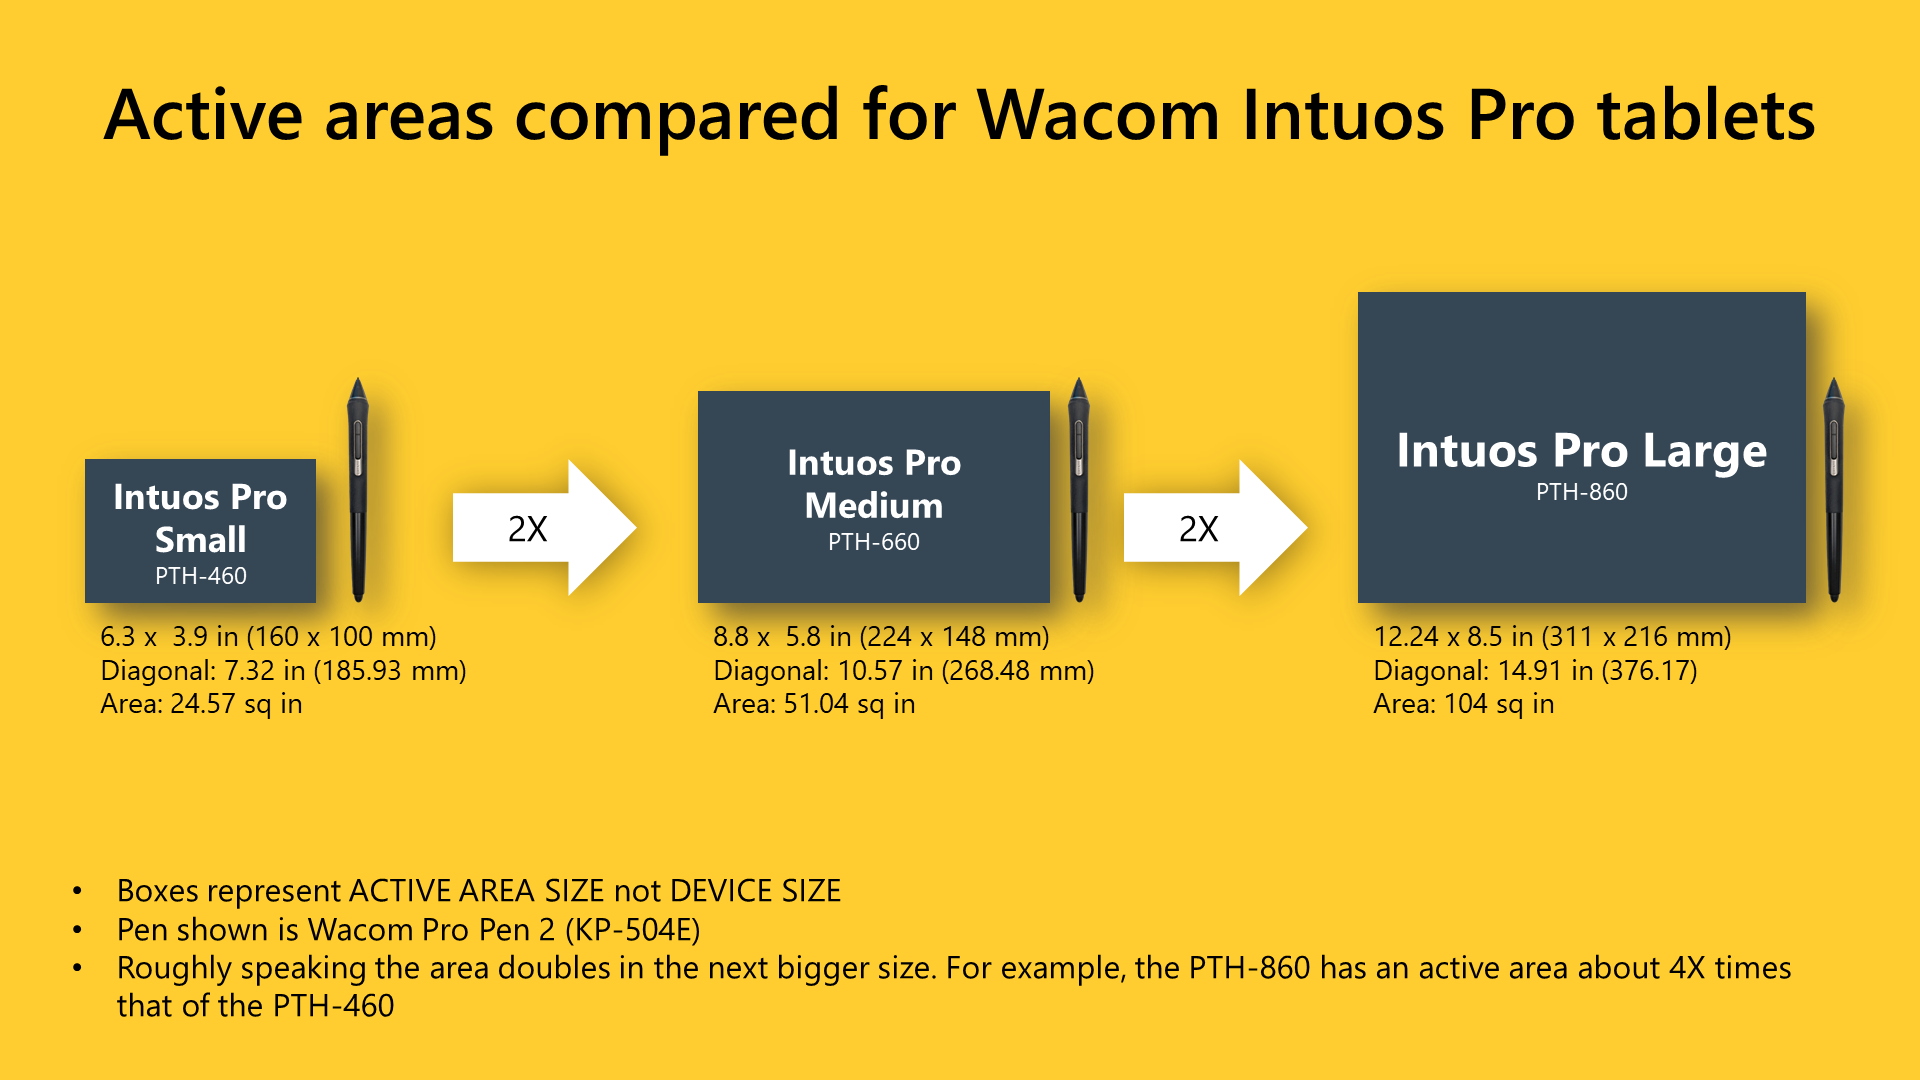 Active areas compared for Wacom Intuos Pro tablets
Intuos Pro
Small
PTH-460
6.3 x  3.9 in (160 x 100 mm)
Diagonal: 7.32 in (185.93 mm)
Area: 24.57 sq in
2X
Intuos Pro
Medium
PTH-660
8.8 x  5.8 in (224 x 148 mm)
Diagonal: 10.57 in (268.48 mm)
Area: 51.04 sq in
2X
Intuos Pro Large
PTH-860
12.24 x 8.5 in (311 x 216 mm)
Diagonal: 14.91 in (376.17)
Area: 104 sq in
• Boxes represent ACTIVE AREA SIZE not DEVICE SIZE
• Pen shown is Wacom Pro Pen 2 (KP-504E)
• Roughly speaking the area doubles in the next bigger size. For example, the PTH-860 has an active area about 4X times
that of the PTH-460